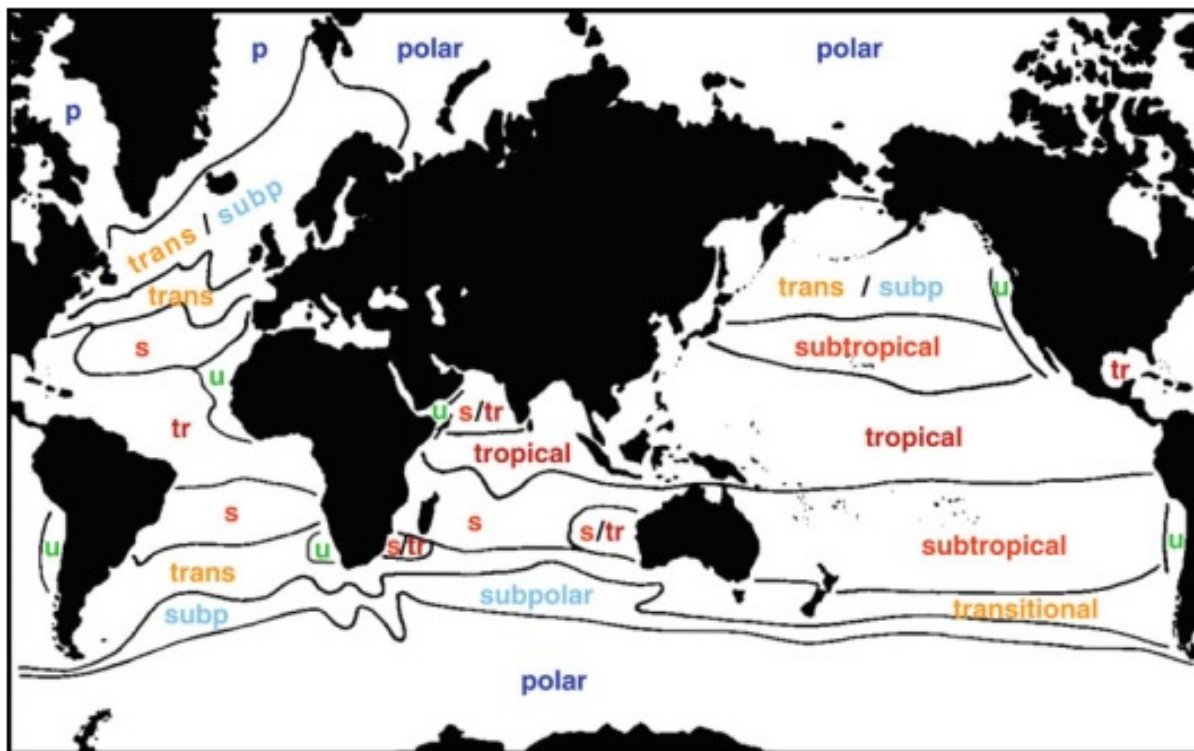 p polar polar
p
trans / subp
trans / subp u
trans
s subtropical
u tr
u s/tr
tr tropical tropical
s s s/tr subtropical
u u s/tr u
trans
subp subpolar transitional
polar